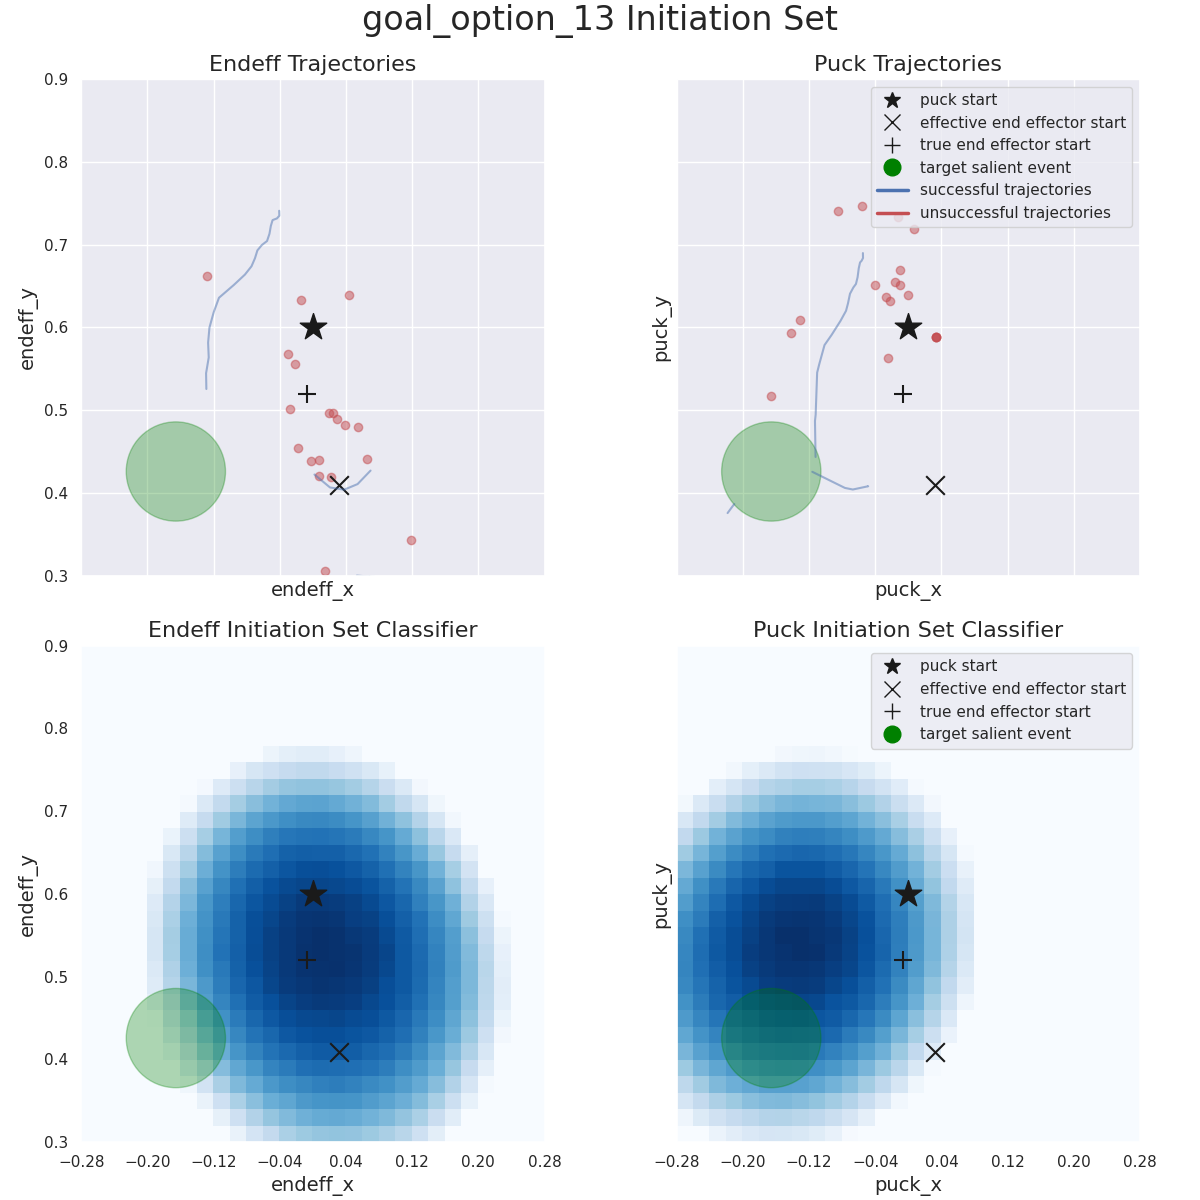 goal_option_13 Initiation Set
Endeff Trajectories
Puck Trajectories
0.9
0.8
0.7
0.6
0.5
0.4
0.3
endeff_y
endeff_x
puck_y
puck_x
puck start
effective end effector start
true end effector start
target salient event
successful trajectories
unsuccessful trajectories
Endeff Initiation Set Classifier
Puck Initiation Set Classifier
0.9
0.8
0.7
0.6
0.5
0.4
0.3
endeff_y
−0.28
−0.20
−0.12
−0.04
0.04
0.12
0.20
0.28
endeff_x
puck_y
puck start
effective end effector start
true end effector start
target salient event
−0.28
−0.20
−0.12
−0.04
0.04
0.12
0.20
0.28
puck_x